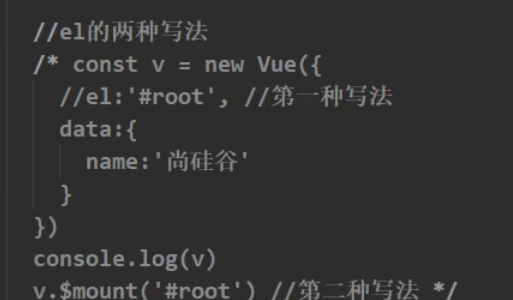 //el的两种写法
/* const v = new Vue({
//el:'#root', //第一种写法
data:{
name:'尚硅谷'
}
})
console.log(v)
v.$mount('#root') //第二种写法 */